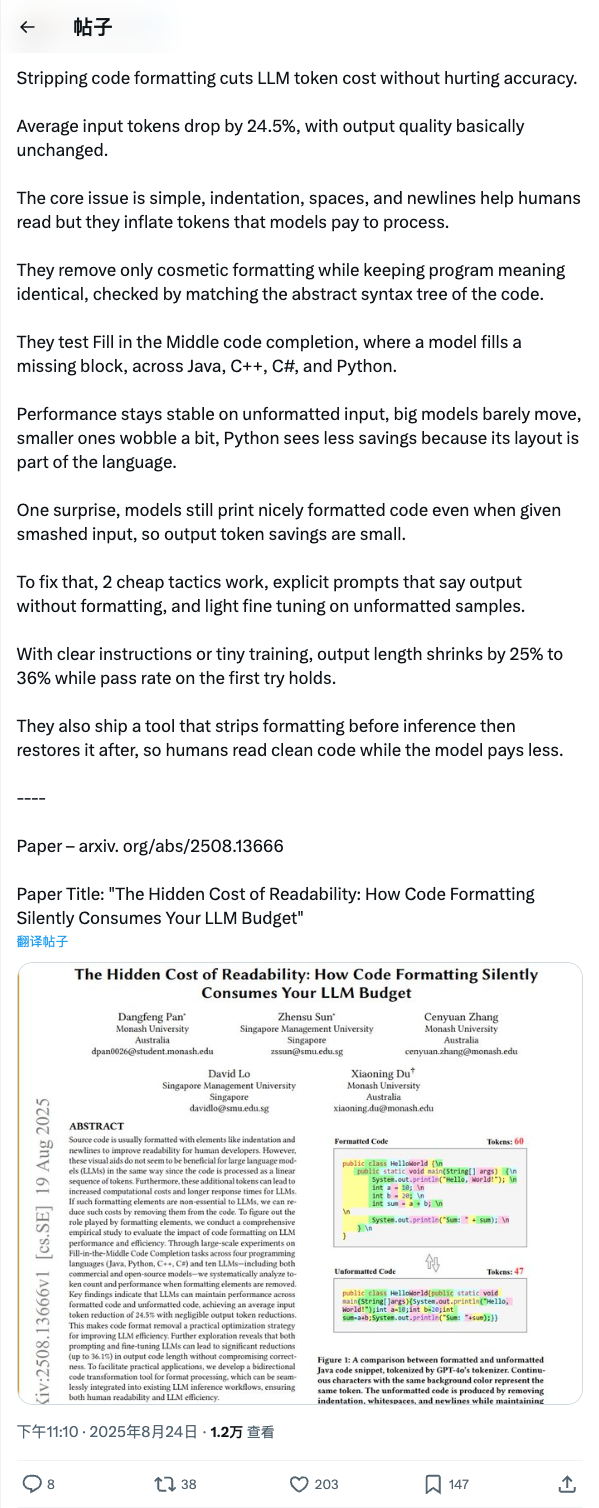 帖子
Stripping code formatting cuts LLM token cost without hurting accuracy.
Average input tokens drop by 24.5%, with output quality basically
unchanged.
The core issue is simple, indentation, spaces, and newlines help humans
read but they inflate tokens that models pay to process.
They remove only cosmetic formatting while keeping program meaning
identical, checked by matching the abstract syntax tree of the code.
They test Fill in the Middle code completion, where a model fills a
missing block, across Java, C++, C#, and Python.
Performance stays stable on unformatted input, big models barely move,
smaller ones wobble a bit, Python sees less savings because its layout is
part of the language.
One surprise, models still print nicely formatted code even when given
smashed input, so output token savings are small.
To fix that, 2 cheap tactics work, explicit prompts that say output
without formatting, and light fine tuning on unformatted samples.
With clear instructions or tiny training, output length shrinks by 25% to
36% while pass rate on the first try holds.
They also ship a tool that strips formatting before inference then
restores it after, so humans read clean code while the model pays less.
----
Paper – arxiv. org/abs/2508.13666
Paper Title: "The Hidden Cost of Readability: How Code Formatting
Silently Consumes Your LLM Budget"
翻译帖子
The Hidden Cost of Readability: How Code Formatting Silently
Consumes Your LLM Budget
Dangfeng Pan*
Monash University
Australia
dpan0026@student.monash.edu
Zhensu Sun*
Singapore Management University
Singapore
zssun@smu.edu.sg
Cenyuan Zhang
Monash University
Australia
cenyuan.zhang@monash.edu
David Lo
Singapore Management University
Singapore
davidlo@smu.edu.sg
Xiaoning Du†
Monash University
Australia
xiaoning.du@monash.edu
Xiv:2508.13666v1 [cs.SE] 19 Aug 2025
ABSTRACT
Source code is usually formatted with elements like indentation and
newlines to improve readability for human developers. However,
these visual aids do not seem to be beneficial for large language mod-
els (LLMs) in the same way since the code is processed as a linear
sequence of tokens. Furthermore, these additional tokens can lead to
increased computational costs and longer response times for LLMs.
If such formatting elements are non-essential to LLMs, we can re-
duce such costs by removing them from the code. To figure out the
role played by formatting elements, we conduct a comprehensive
empirical study to evaluate the impact of code formatting on LLM
performance and efficiency. Through large-scale experiments on
Fill-in-the-Middle Code Completion tasks across four programming
languages (Java, Python, C++, C#) and ten LLMs—including both
commercial and open-source models—we systematically analyze to-
ken count and performance when formatting elements are removed.
Key findings indicate that LLMs can maintain performance across
formatted code and unformatted code, achieving an average input
token reduction of 24.5% with negligible output token reductions.
This makes code format removal a practical optimization strategy
for improving LLM efficiency. Further exploration reveals that both
prompting and fine-tuning LLMs can lead to significant reductions
(up to 36.1%) in output code length without compromising correct-
ness. To facilitate practical applications, we develop a bidirectional
code transformation tool for format processing, which can be seam-
lessly integrated into existing LLM inference workflows, ensuring
both human readability and LLM efficiency.
Formatted Code Tokens: 60
public class HelloWorld {\n
public static void main(String[] args) {\n
System.out.println("Hello, World!"); \n
int a = 10; \n
int b = 20; \n
int sum = a + b; \n
\n
System.out.println("Sum: " + sum); \n
} \n
}
Unformatted Code Tokens: 47
public class HelloWorld{public static void
main(String[]args){System.out.println("Hello,
World!");int a=10;int b=20;int
sum=a+b;System.out.println("Sum: "+sum);}}
Figure 1: A comparison between formatted and unformatted
Java code snippet, tokenized by GPT-4o's tokenizer. Continu-
ous characters with the same background color represent the
same token. The unformatted code is produced by removing
indentation, whitespaces, and newlines while maintaining
下午11:10 · 2025年8月24日 · 1.2万 查看
8 38 203 147